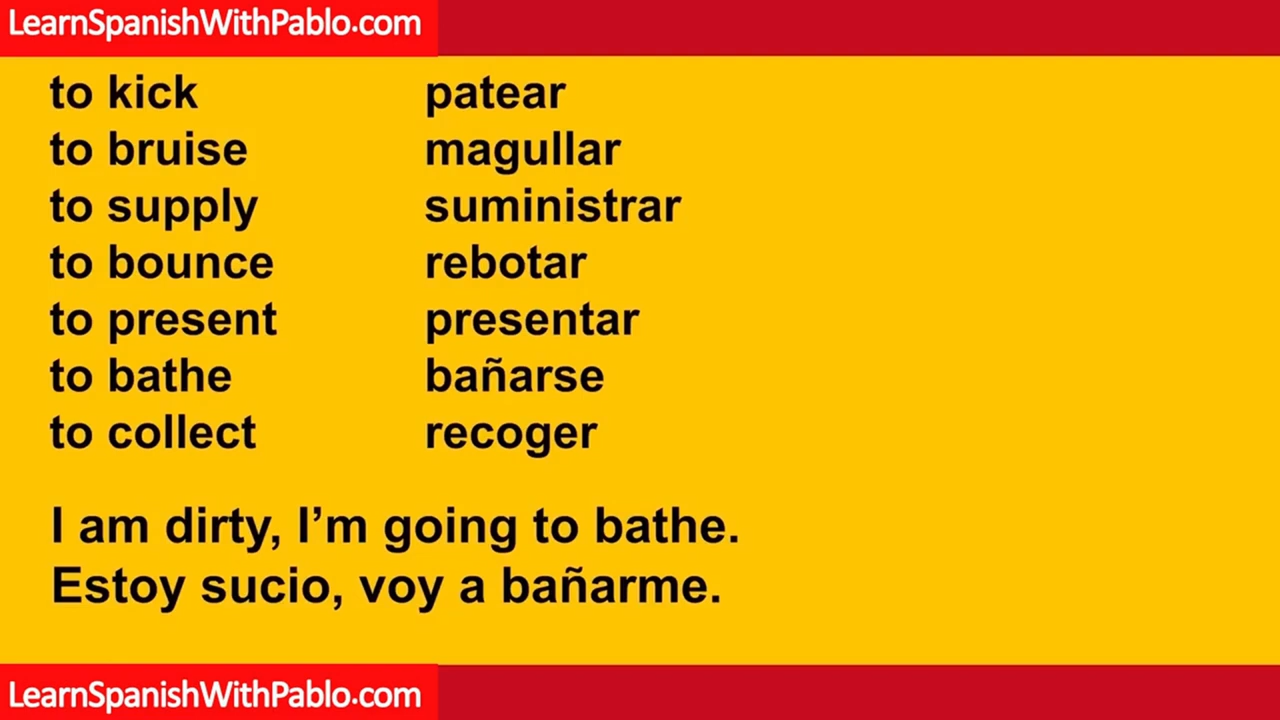 LearnSpanishWithPablo.com
to kick patear
to bruise magullar
to supply suministrar
to bounce rebotar
to present presentar
to bathe bañarse
to collect recoger
I am dirty, I’m going to bathe.
Estoy sucio, voy a bañarme.
LearnSpanishWithPablo.com